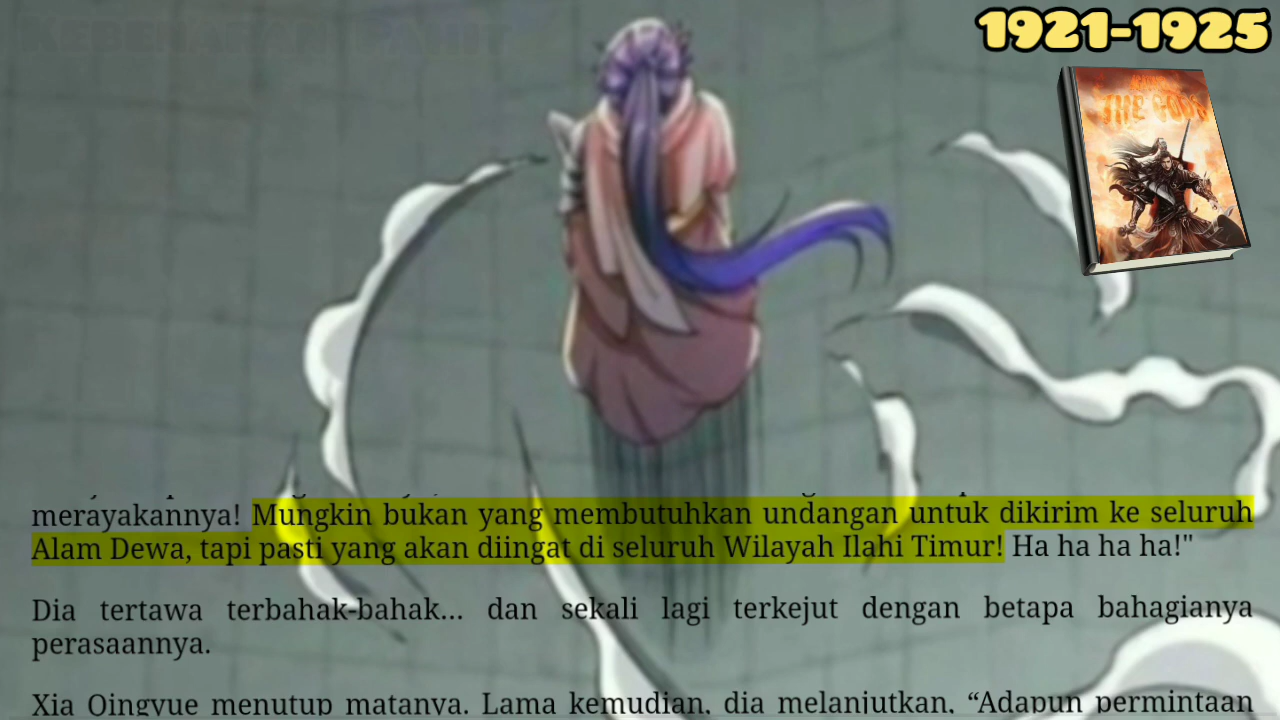 1921-1925
THE GODS
merayakannya! Mungkin bukan yang membutuhkan undangan untuk dikirim ke seluruh
Alam Dewa, tapi pasti yang akan diingat di seluruh Wilayah Ilahi Timur! Ha ha ha ha!"
Dia tertawa terbahak-bahak... dan sekali lagi terkejut dengan betapa bahagianya
perasaannya.
Xia Qingyue menutup matanya. Lama kemudian, dia melanjutkan, “Adapun permintaan